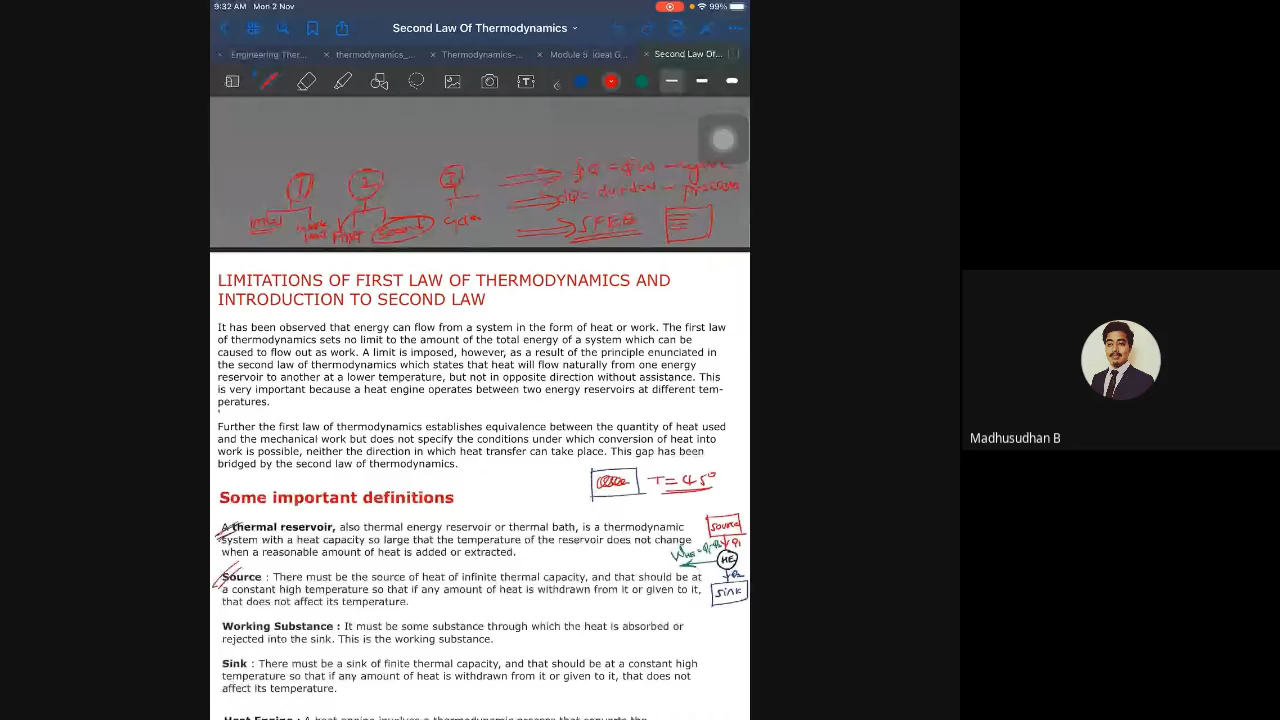 9:32 AM Mon 2 Nov
99%
Second Law Of Thermodynamics
Engineering Ther...
thermodynamics_...
Thermodynamics-...
Module 5 Ideal G...
Second Law Of...
1
2
3
SFEE
LIMITATIONS OF FIRST LAW OF THERMODYNAMICS AND
INTRODUCTION TO SECOND LAW
It has been observed that energy can flow from a system in the form of heat or work. The first law
of thermodynamics sets no limit to the amount of the total energy of a system which can be
caused to flow out as work. A limit is imposed, however, as a result of the principle enunciated in
the second law of thermodynamics which states that heat will flow naturally from one energy
reservoir to another at a lower temperature, but not in opposite direction without assistance. This
is very important because a heat engine operates between two energy reservoirs at different tem-
peratures.
Further the first law of thermodynamics establishes equivalence between the quantity of heat used
and the mechanical work but does not specify the conditions under which conversion of heat into
work is possible, neither the direction in which heat transfer can take place. This gap has been
bridged by the second law of thermodynamics.
T = 45°
Some important definitions
A thermal reservoir, also thermal energy reservoir or thermal bath, is a thermodynamic
system with a heat capacity so large that the temperature of the reservoir does not change
when a reasonable amount of heat is added or extracted.
Source
HE
Sink
Source : There must be the source of heat of infinite thermal capacity, and that should be at
a constant high temperature so that if any amount of heat is withdrawn from it or given to it,
that does not affect its temperature.
Working Substance : It must be some substance through which the heat is absorbed or
rejected into the sink. This is the working substance.
Sink : There must be a sink of finite thermal capacity, and that should be at a constant high
temperature so that if any amount of heat is withdrawn from it or given to it, that does not
affect its temperature.
Heat Engine : A heat engine involves a thermodynamic process that converts the
Madhusudhan B